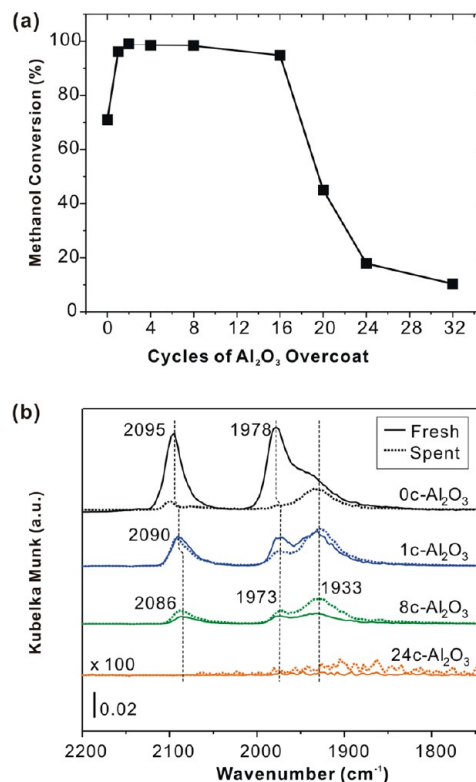 (a)
100
80
60
40
20
0
Methanol Conversion (%)
0 4 8 12 16 20 24 28 32
Cycles of Al₂O₃ Overcoat
(b)
2095
1978
Fresh
Spent
0c-Al₂O₃
2090
1c-Al₂O₃
2086
1973
1933
8c-Al₂O₃
x 100
24c-Al₂O₃
0.02
Kubelka Munk (a.u.)
2200 2100 2000 1900 1800
Wavenumber (cm⁻¹)